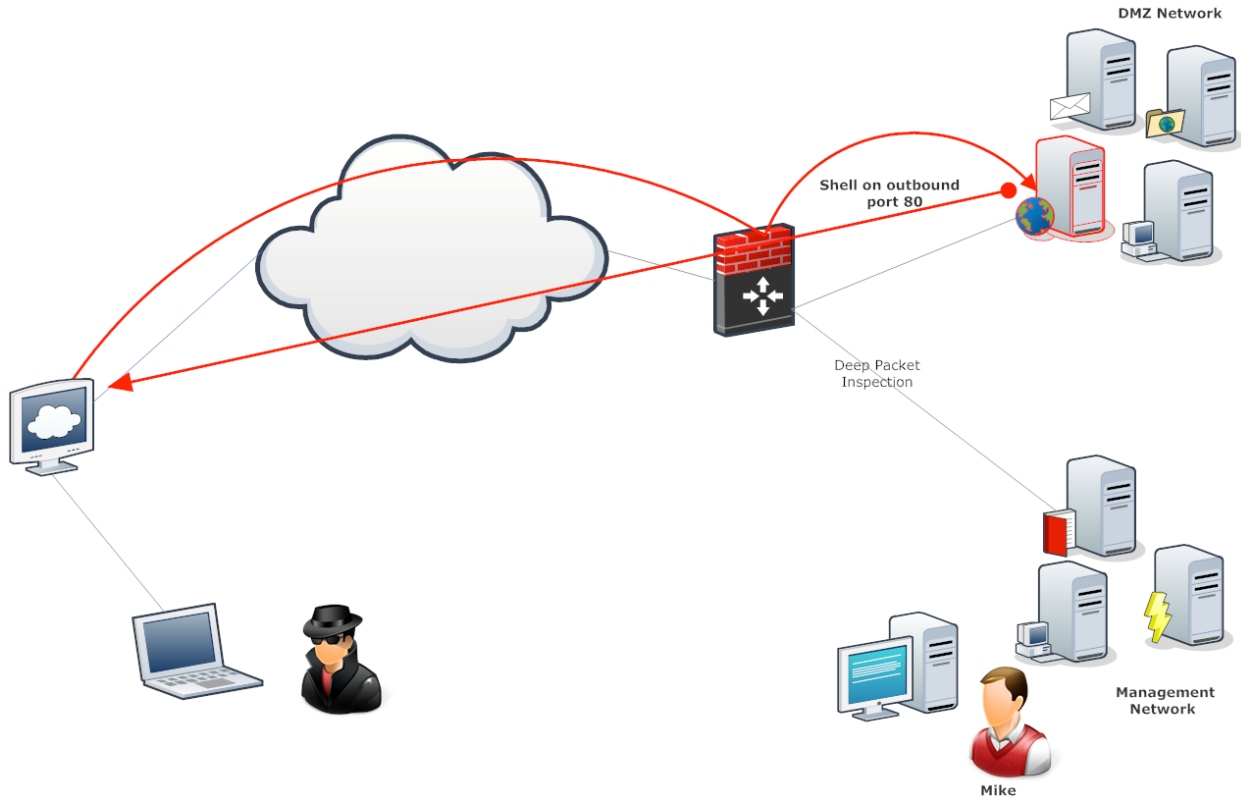 DMZ Network
Shell on outbound
port 80
Deep Packet
Inspection
Management
Network
Mike